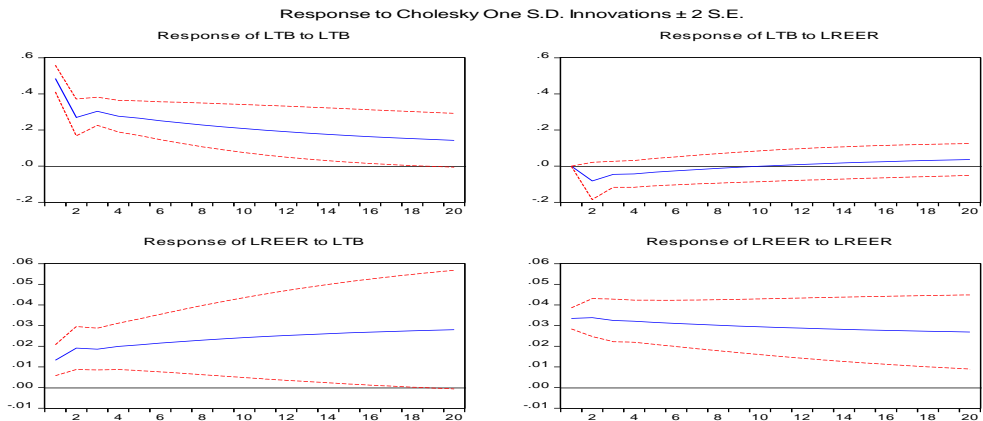 Response to Cholesky One S.D. Innovations ± 2 S.E.
Response of LTB to LTB
.6
.4
.2
.0
-.2
2 4 6 8 10 12 14 16 18 20
Response of LTB to LREER
.6
.4
.2
.0
-.2
2 4 6 8 10 12 14 16 18 20
Response of LREER to LTB
.06
.05
.04
.03
.02
.01
.00
-.01
2 4 6 8 10 12 14 16 18 20
Response of LREER to LREER
.06
.05
.04
.03
.02
.01
.00
-.01
2 4 6 8 10 12 14 16 18 20